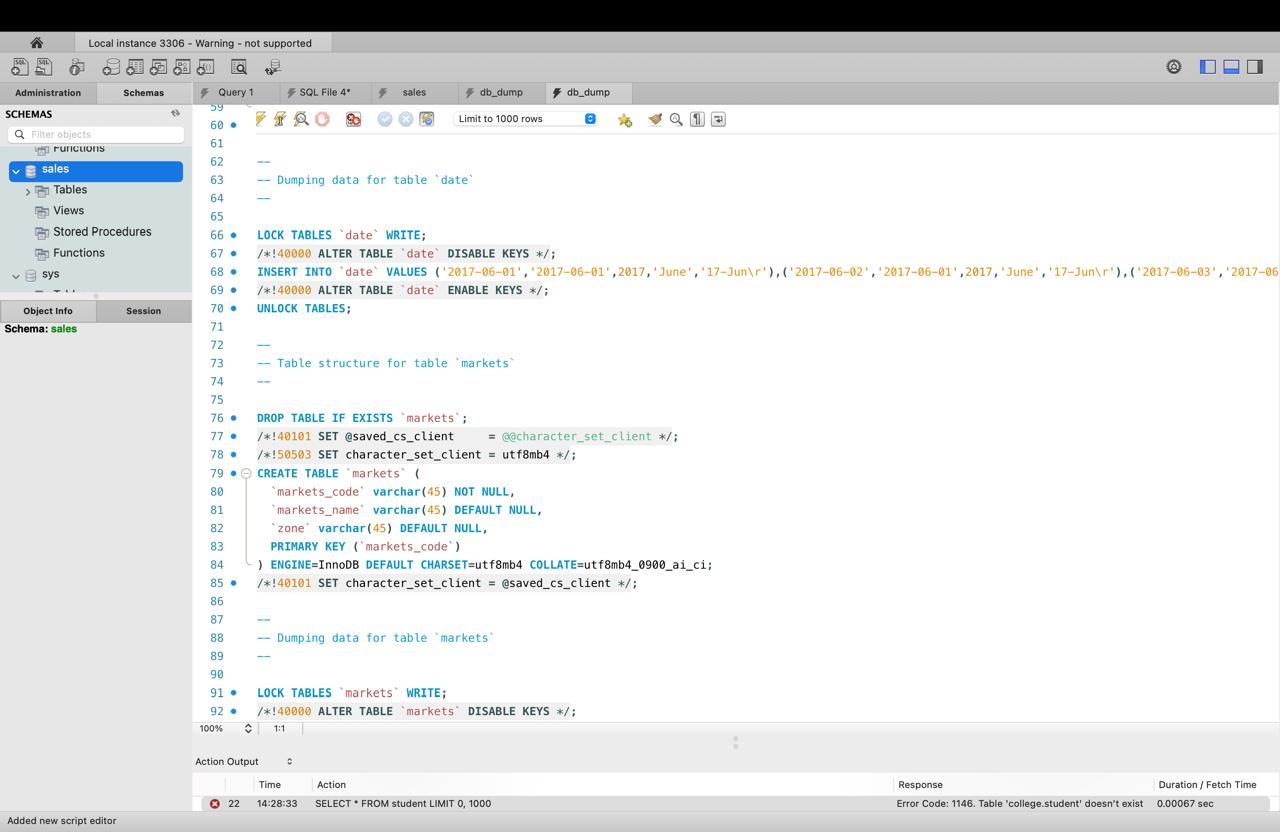 Local instance 3306 - Warning - not supported
Administration
Schemas
Query 1
SQL File 4*
sales
db_dump
db_dump
SCHEMAS
Filter objects
Functions
sales
Tables
Views
Stored Procedures
Functions
sys
Object Info
Session
Schema: sales
Limit to 1000 rows
59
60
61
62 --
63 -- Dumping data for table `date`
64 --
65
66 LOCK TABLES `date` WRITE;
67 /*!40000 ALTER TABLE `date` DISABLE KEYS */;
68 INSERT INTO `date` VALUES ('2017-06-01','2017-06-01',2017,'June','17-Jun\r'),('2017-06-02','2017-06-01',2017,'June','17-Jun\r'),('2017-06-03','2017-06
69 /*!40000 ALTER TABLE `date` ENABLE KEYS */;
70 UNLOCK TABLES;
71
72 --
73 -- Table structure for table `markets`
74 --
75
76 DROP TABLE IF EXISTS `markets`;
77 /*!40101 SET @saved_cs_client     = @@character_set_client */;
78 /*!50503 SET character_set_client = utf8mb4 */;
79 CREATE TABLE `markets` (
80   `markets_code` varchar(45) NOT NULL,
81   `markets_name` varchar(45) DEFAULT NULL,
82   `zone` varchar(45) DEFAULT NULL,
83   PRIMARY KEY (`markets_code`)
84 ) ENGINE=InnoDB DEFAULT CHARSET=utf8mb4 COLLATE=utf8mb4_0900_ai_ci;
85 /*!40101 SET character_set_client = @saved_cs_client */;
86
87 --
88 -- Dumping data for table `markets`
89 --
90
91 LOCK TABLES `markets` WRITE;
92 /*!40000 ALTER TABLE `markets` DISABLE KEYS */;
100%
1:1
Action Output
Time Action Response Duration / Fetch Time
22 14:28:33 SELECT * FROM student LIMIT 0, 1000 Error Code: 1146. Table 'college.student' doesn't exist 0.00067 sec
Added new script editor